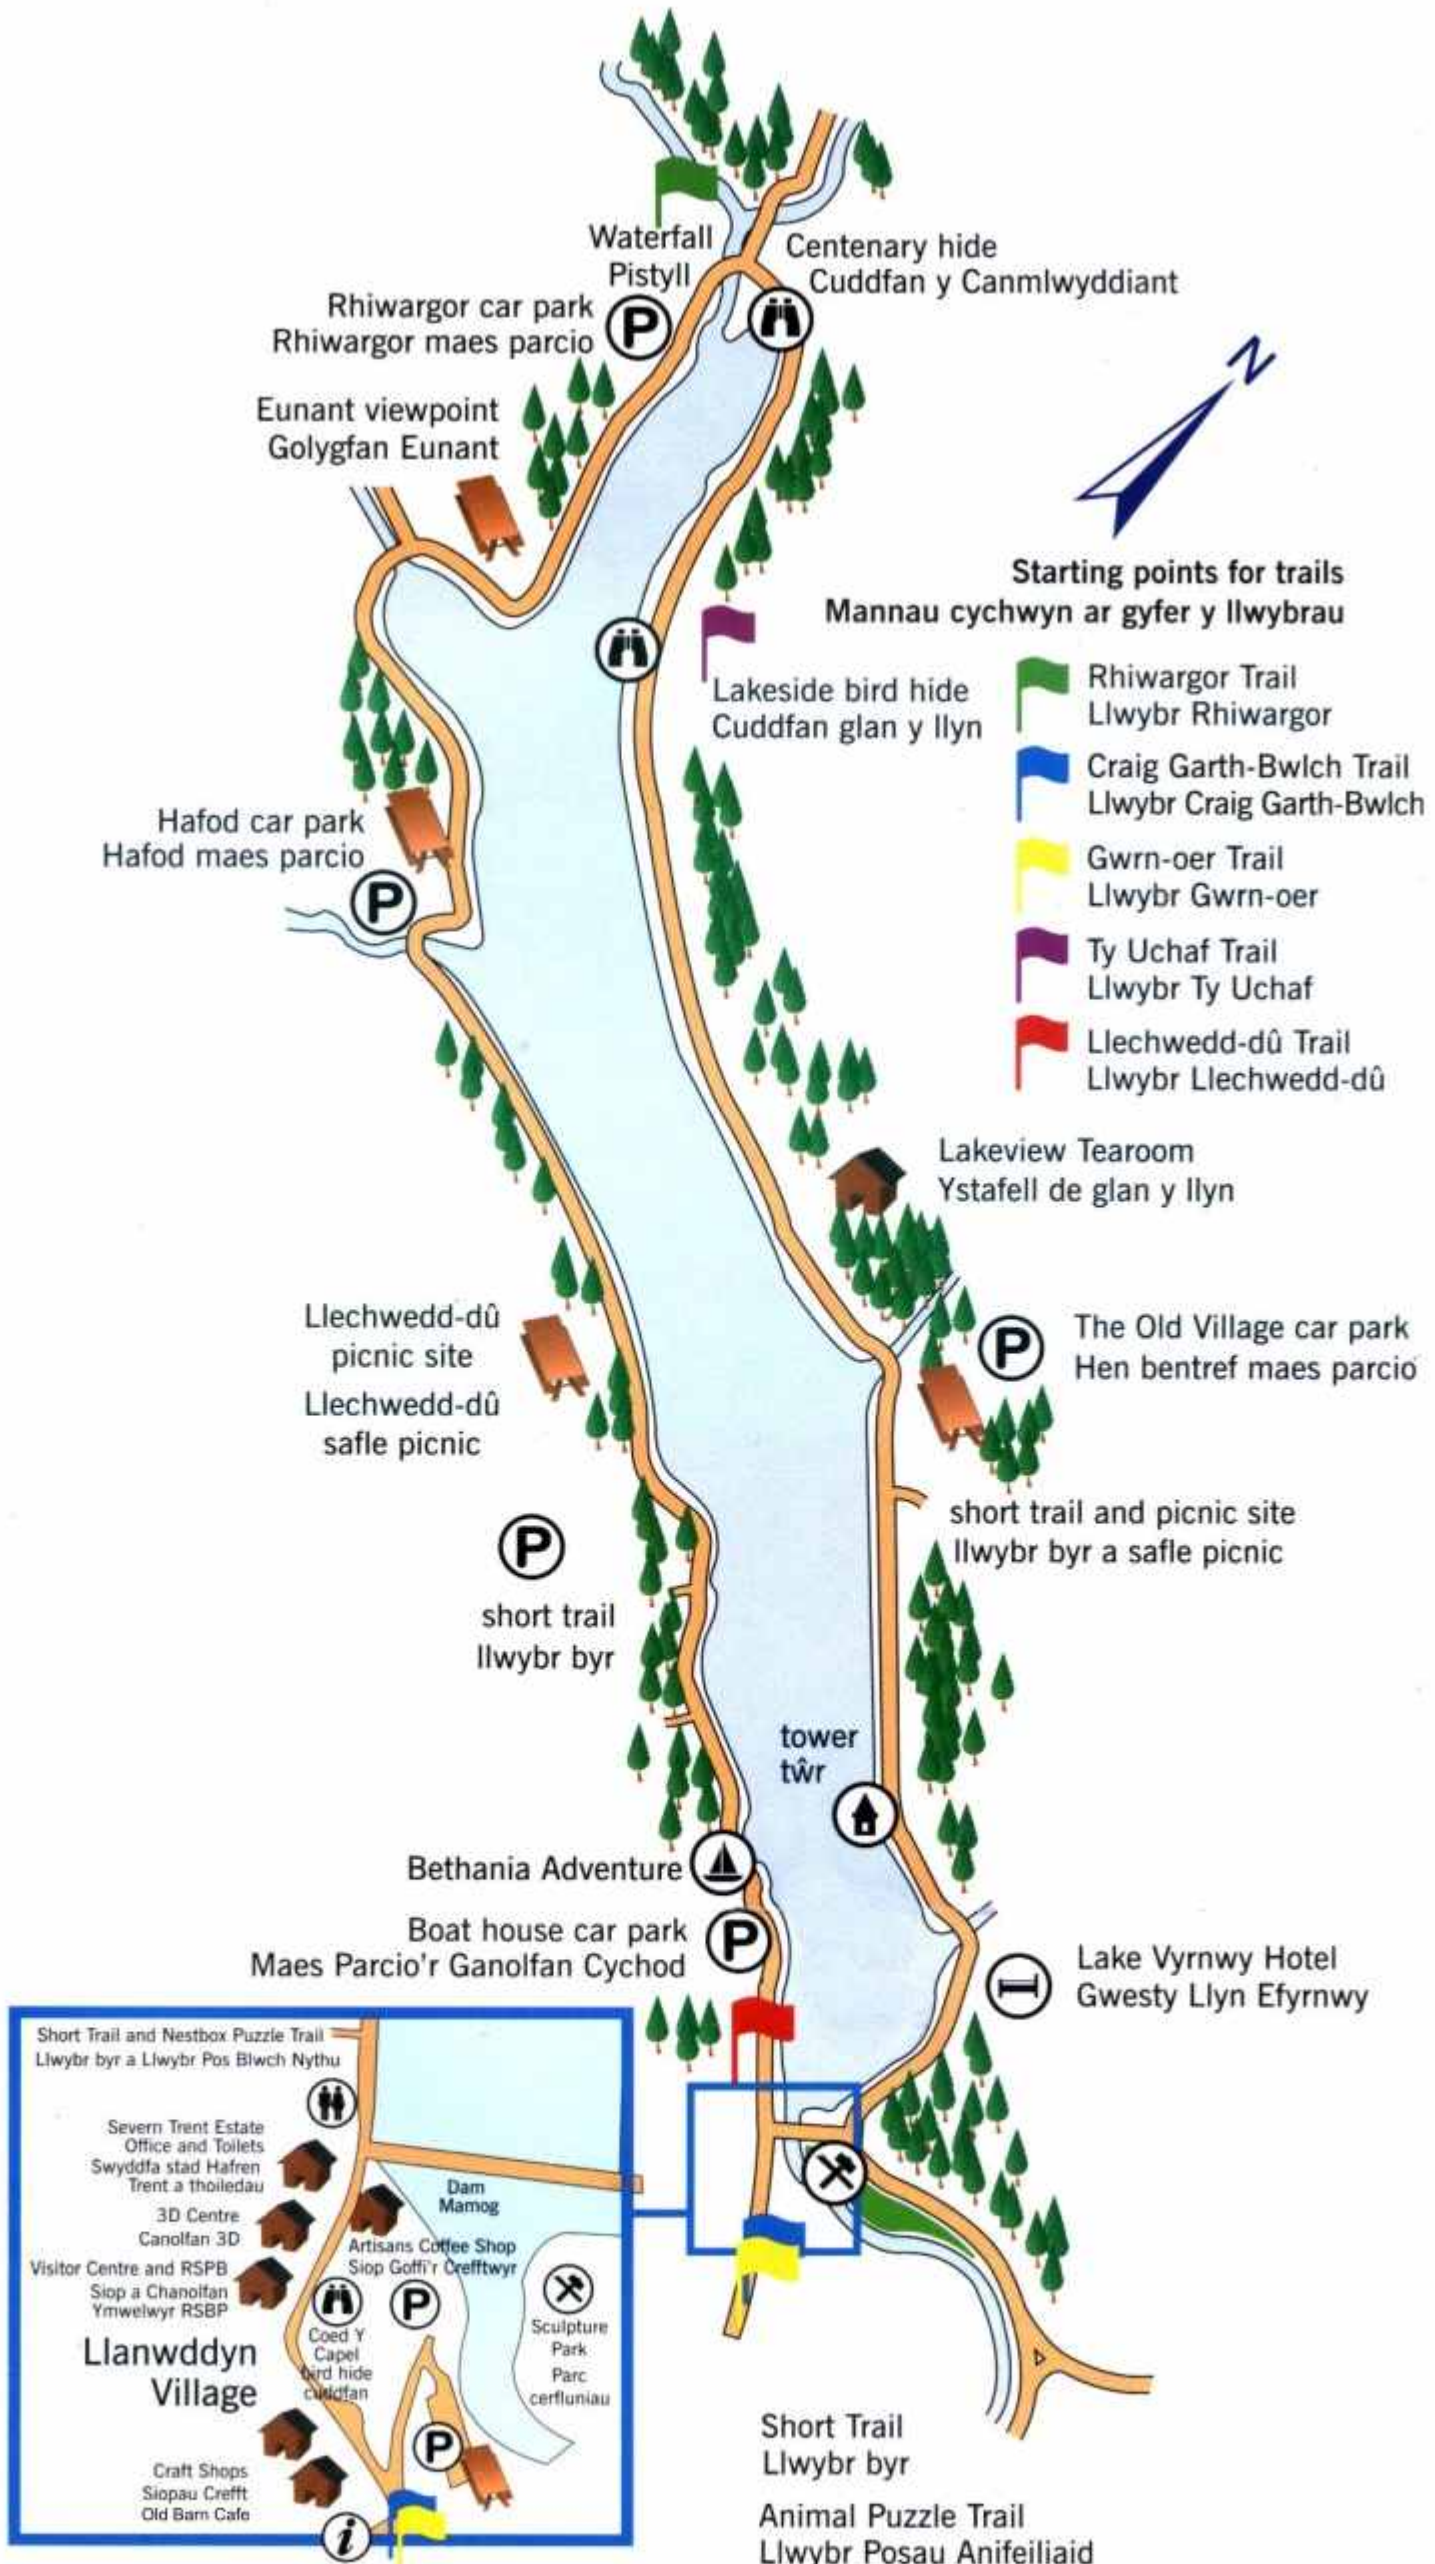 Waterfall
Pistyll
Centenary hide
Cuddfan y Canmlwyddiant
Rhiwargor car park
Rhiwargor maes parcio
P
Eunant viewpoint
Golygfan Eunant
N
Starting points for trails
Mannau cychwyn ar gyfer y llwybrau
Rhiwargor Trail
Llwybr Rhiwargor
Craig Garth-Bwlch Trail
Llwybr Craig Garth-Bwlch
Gwrn-oer Trail
Llwybr Gwrn-oer
Ty Uchaf Trail
Llwybr Ty Uchaf
Llechwedd-dû Trail
Llwybr Llechwedd-dû
Lakeside bird hide
Cuddfan glan y llyn
Hafod car park
Hafod maes parcio
P
Lakeview Tearoom
Ystafell de glan y llyn
Llechwedd-dû
picnic site
Llechwedd-dû
safle picnic
P
The Old Village car park
Hen bentref maes parcio
short trail and picnic site
llwybr byr a safle picnic
P
short trail
llwybr byr
tower
tŵr
Bethania Adventure
Boat house car park
Maes Parcio'r Ganolfan Cychod
P
Lake Vyrnwy Hotel
Gwesty Llyn Efyrnwy
Short Trail and Nestbox Puzzle Trail
Llwybr byr a Llwybr Pos Blwch Nythu
Severn Trent Estate
Office and Toilets
Swyddfa stad Hafren
Trent a thoiledau
3D Centre
Canolfan 3D
Visitor Centre and RSPB
Siop a Chanolfan
Ymwelwyr RSBP
Dam
Mamog
Artisans Coffee Shop
Siop Goffi'r Crefftwyr
P
Coed Y
Capel
bird hide
cuddfan
Sculpture
Park
Parc
cerfluniau
Llanwddyn
Village
P
Craft Shops
Siopau Crefft
Old Barn Cafe
i
Short Trail
Llwybr byr
Animal Puzzle Trail
Llwybr Posau Anifeiliaid